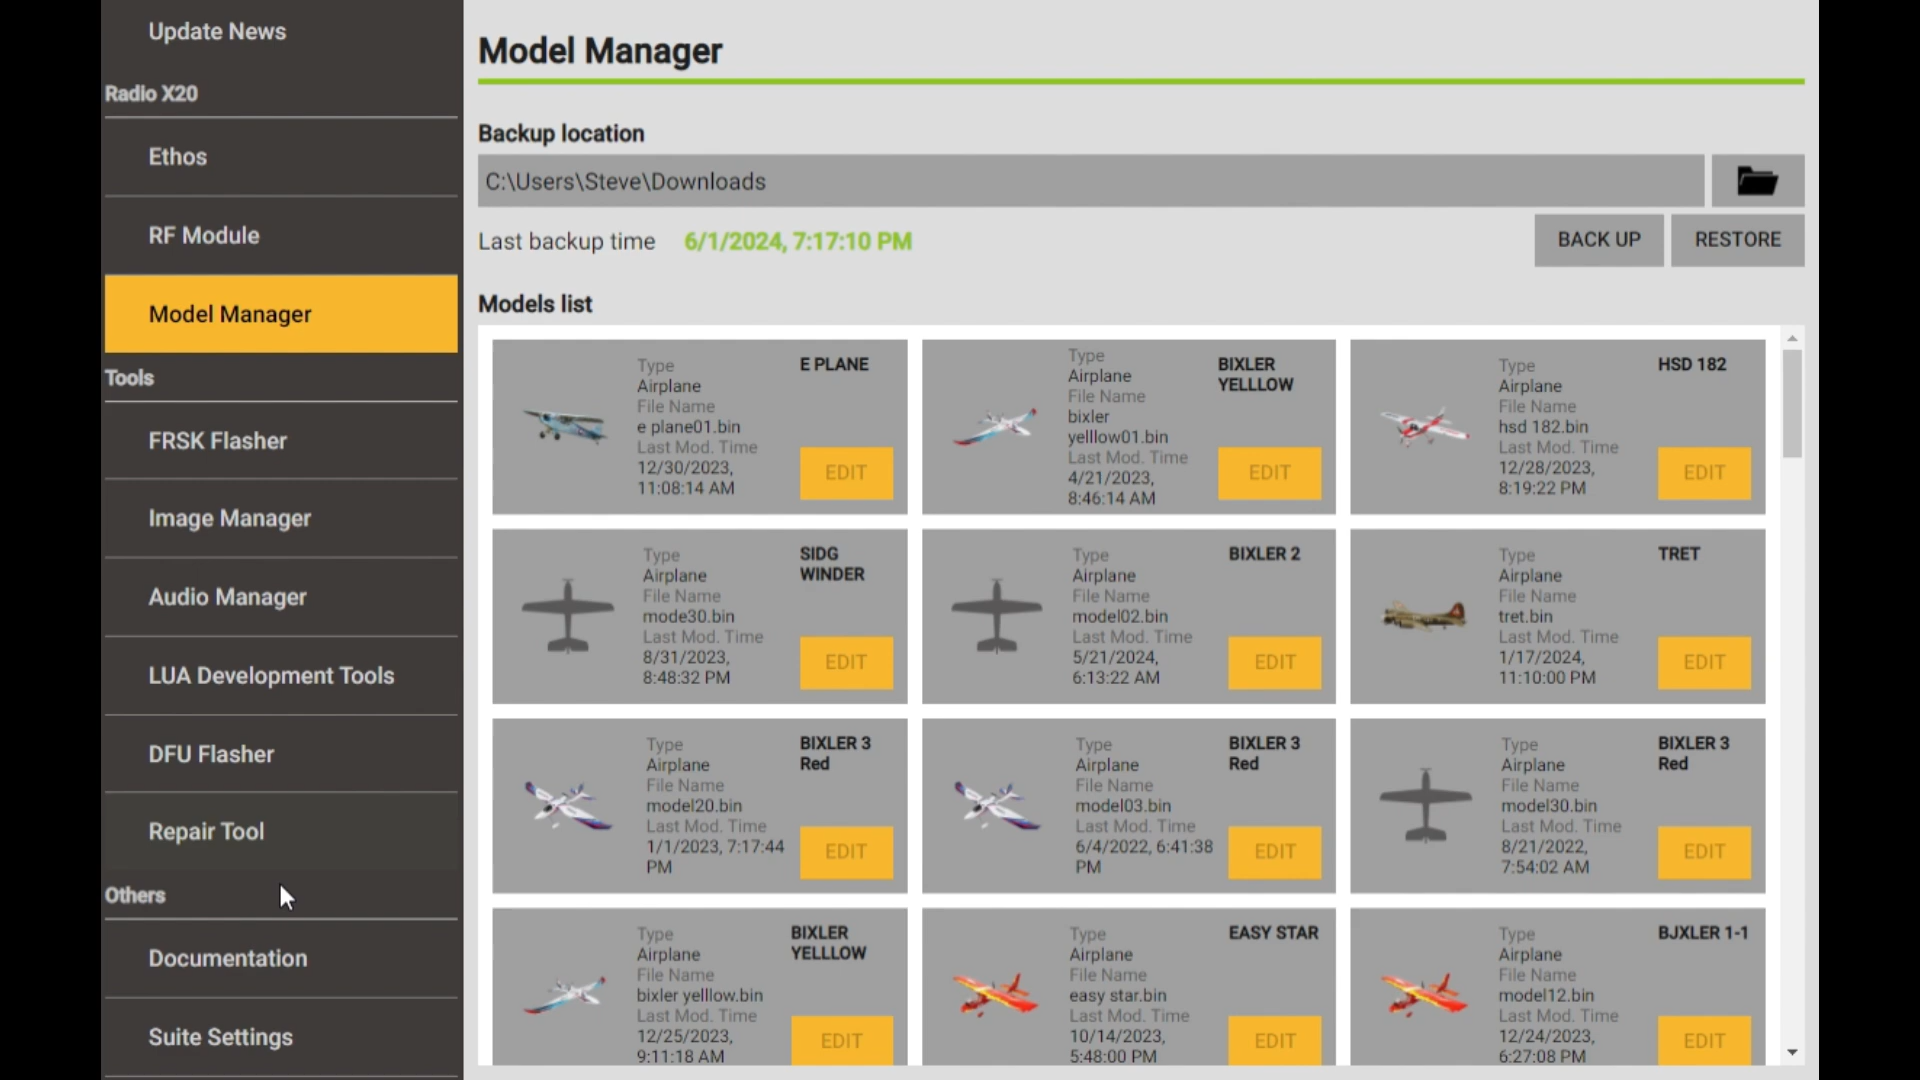 Update News
Radio X20
Ethos
RF Module
Model Manager
Tools
FRSK Flasher
Image Manager
Audio Manager
LUA Development Tools
DFU Flasher
Repair Tool
Others
Documentation
Suite Settings
Model Manager
Backup location
C:\Users\Steve\Downloads
Last backup time 6/1/2024, 7:17:10 PM
BACK UP
RESTORE
Models list
Type
Airplane
File Name
e plane01.bin
Last Mod. Time
12/30/2023,
11:08:14 AM
E PLANE
EDIT
Type
Airplane
File Name
bixler
yelllow01.bin
Last Mod. Time
4/21/2023,
8:46:14 AM
BIXLER
YELLLOW
EDIT
Type
Airplane
File Name
hsd 182.bin
Last Mod. Time
12/28/2023,
8:19:22 PM
HSD 182
EDIT
Type
Airplane
File Name
mode30.bin
Last Mod. Time
8/31/2023,
8:48:32 PM
SIDG
WINDER
EDIT
Type
Airplane
File Name
model02.bin
Last Mod. Time
5/21/2024,
6:13:22 AM
BIXLER 2
EDIT
Type
Airplane
File Name
tret.bin
Last Mod. Time
1/17/2024,
11:10:00 PM
TRET
EDIT
Type
Airplane
File Name
model20.bin
Last Mod. Time
1/1/2023, 7:17:44
PM
BIXLER 3
Red
EDIT
Type
Airplane
File Name
model03.bin
Last Mod. Time
6/4/2022, 6:41:38
PM
BIXLER 3
Red
EDIT
Type
Airplane
File Name
model30.bin
Last Mod. Time
8/21/2022,
7:54:02 AM
BIXLER 3
Red
EDIT
Type
Airplane
File Name
bixler yelllow.bin
Last Mod. Time
12/25/2023,
9:11:18 AM
BIXLER
YELLLOW
EDIT
Type
Airplane
File Name
easy star.bin
Last Mod. Time
10/14/2023,
5:48:00 PM
EASY STAR
EDIT
Type
Airplane
File Name
model12.bin
Last Mod. Time
12/24/2023,
6:27:08 PM
BJXLER 1-1
EDIT